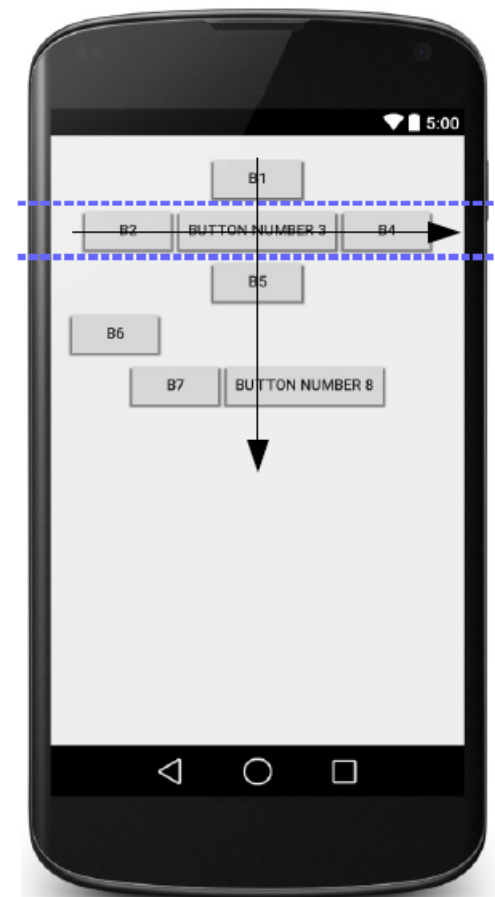 5:00
B1
B2 BUTTON NUMBER 3 B4
B5
B6
B7 BUTTON NUMBER 8